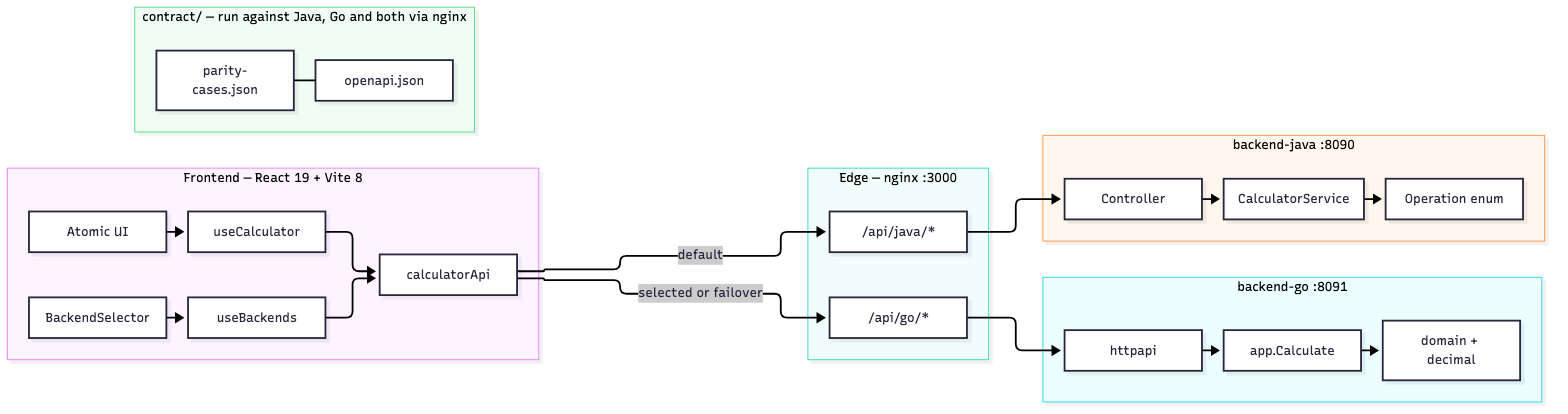 contract/ — run against Java, Go and both via nginx
parity-
cases.json
openapi.json
Frontend — React 19 + Vite 8
Atomic UI
useCalculator
BackendSelector
useBackends
calculatorApi
default
selected or failover
Edge — nginx :3000
/api/java/*
/api/go/*
backend-java :8090
Controller
CalculatorService
Operation enum
backend-go :8091
httpapi
app.Calculate
domain +
decimal